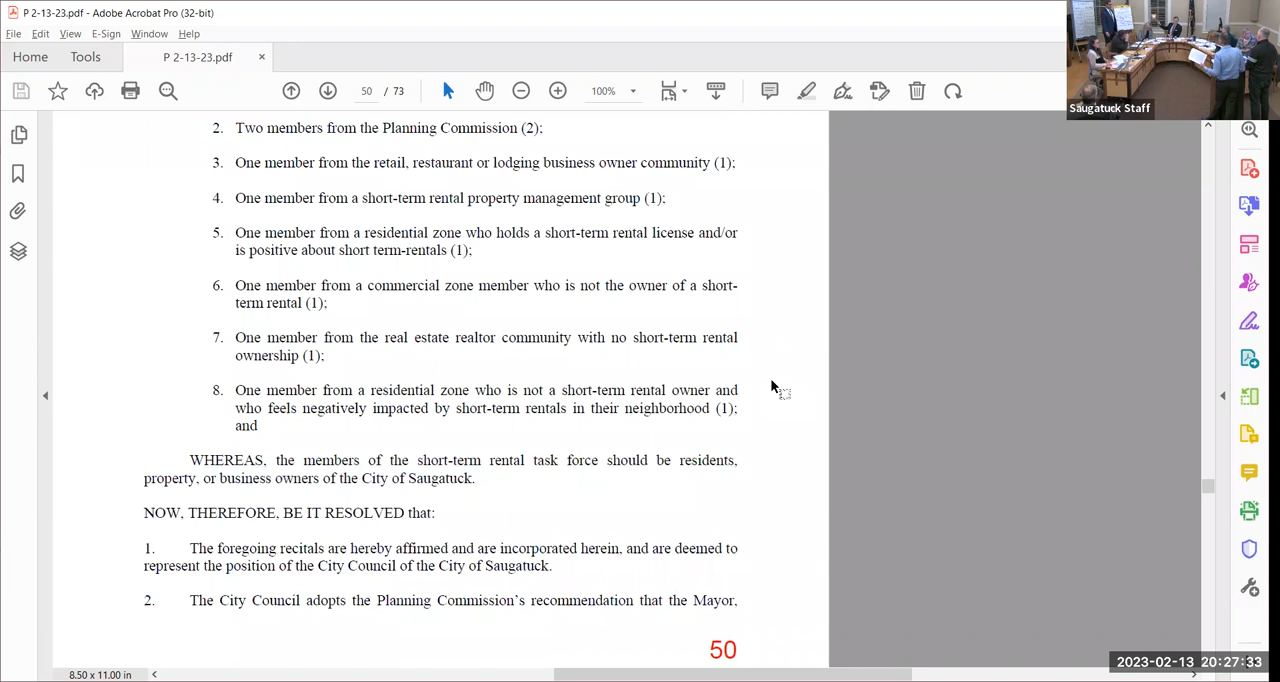 P 2-13-23.pdf - Adobe Acrobat Pro (32-bit)
File Edit View E-Sign Window Help
Home Tools P 2-13-23.pdf ×
50 / 73 100%
2. Two members from the Planning Commission (2);
3. One member from the retail, restaurant or lodging business owner community (1);
4. One member from a short-term rental property management group (1);
5. One member from a residential zone who holds a short-term rental license and/or
is positive about short term-rentals (1);
6. One member from a commercial zone member who is not the owner of a short-
term rental (1);
7. One member from the real estate realtor community with no short-term rental
ownership (1);
8. One member from a residential zone who is not a short-term rental owner and
who feels negatively impacted by short-term rentals in their neighborhood (1);
and
WHEREAS, the members of the short-term rental task force should be residents,
property, or business owners of the City of Saugatuck.
NOW, THEREFORE, BE IT RESOLVED that:
1. The foregoing recitals are hereby affirmed and are incorporated herein, and are deemed to
represent the position of the City Council of the City of Saugatuck.
2. The City Council adopts the Planning Commission's recommendation that the Mayor,
50
8.50 x 11.00 in
Saugatuck Staff
2023-02-13 20:27:33